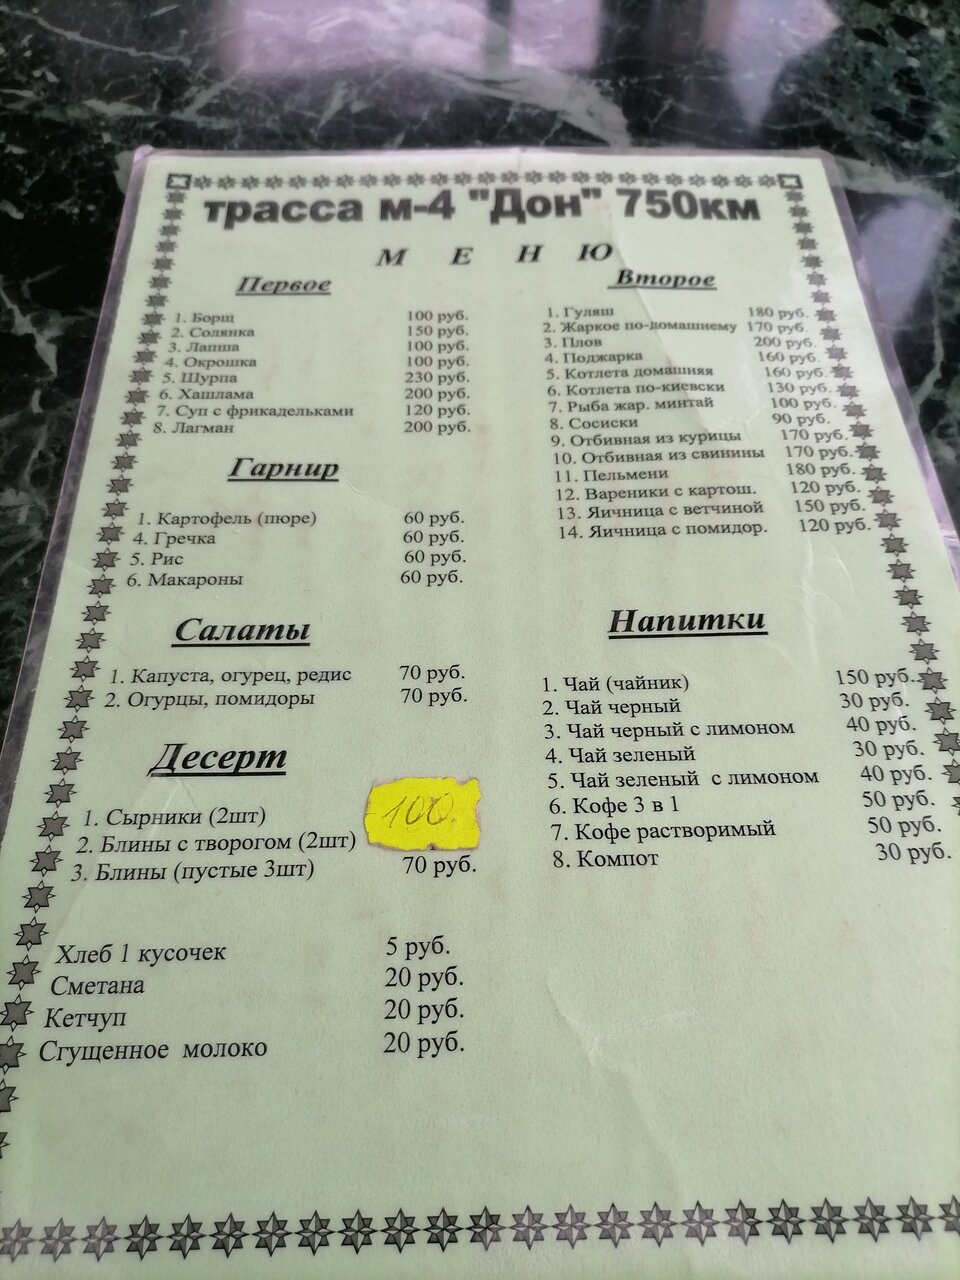 трасса м-4 "Дон" 750км
М Е Н Ю
Первое
1. Борщ 100 руб.
2. Солянка 150 руб.
3. Лапша 100 руб.
4. Окрошка 100 руб.
5. Шурпа 230 руб.
6. Хашлама 200 руб.
7. Суп с фрикадельками 120 руб.
8. Лагман 200 руб.
Гарнир
1. Картофель (пюре) 60 руб.
4. Гречка 60 руб.
5. Рис 60 руб.
6. Макароны 60 руб.
Салаты
1. Капуста, огурец, редис 70 руб.
2. Огурцы, помидоры 70 руб.
Десерт
100.
1. Сырники (2шт)
2. Блины с творогом (2шт)
3. Блины (пустые 3шт) 70 руб.
Хлеб 1 кусочек 5 руб.
Сметана 20 руб.
Кетчуп 20 руб.
Сгущенное молоко 20 руб.
Второе
1. Гуляш 180 руб.
2. Жаркое по-домашнему 170 руб.
3. Плов 200 руб.
4. Поджарка 160 руб.
5. Котлета домашняя 160 руб.
6. Котлета по-киевски 130 руб.
7. Рыба жар. минтай 100 руб.
8. Сосиски 90 руб.
9. Отбивная из курицы 170 руб.
10. Отбивная из свинины 170 руб.
11. Пельмени 180 руб.
12. Вареники с картош. 120 руб.
13. Яичница с ветчиной 150 руб.
14. Яичница с помидор. 120 руб.
Напитки
1. Чай (чайник) 150 руб.
2. Чай черный 30 руб.
3. Чай черный с лимоном 40 руб.
4. Чай зеленый 30 руб.
5. Чай зеленый с лимоном 40 руб.
6. Кофе 3 в 1 50 руб.
7. Кофе растворимый 50 руб.
8. Компот 30 руб.